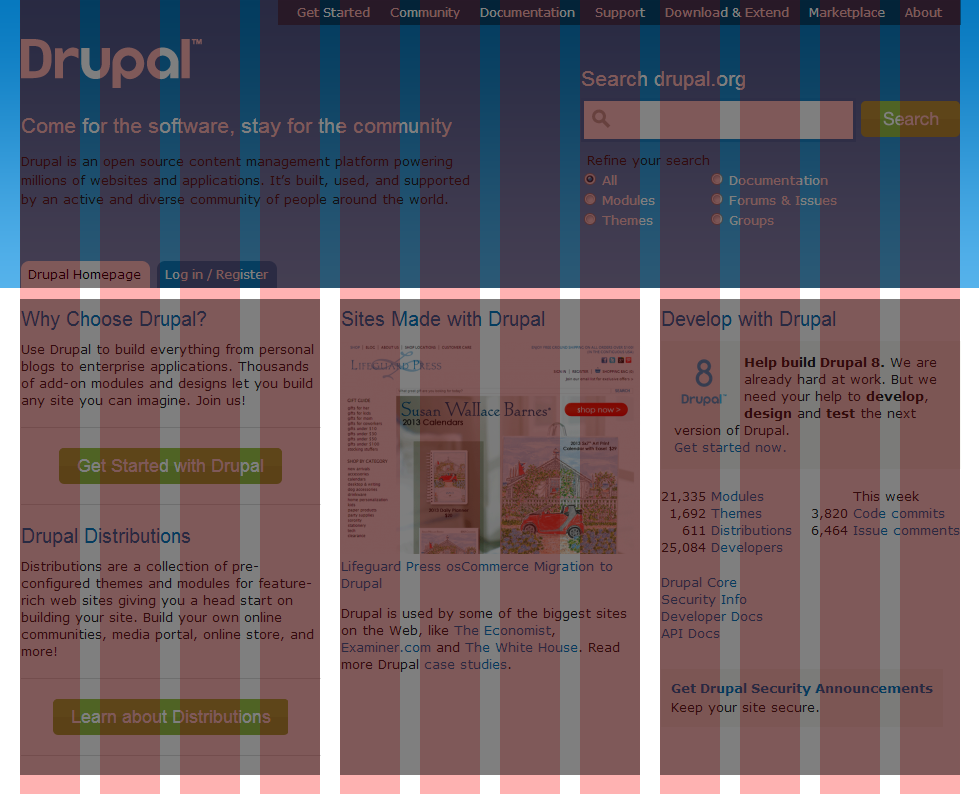 Get Started Community Documentation Support Download & Extend Marketplace About
Drupal™
Search drupal.org
Search
Come for the software, stay for the community
Drupal is an open source content management platform powering
millions of websites and applications. It's built, used, and supported
by an active and diverse community of people around the world.
Refine your search
All Documentation
Modules Forums & Issues
Themes Groups
Drupal Homepage Log in / Register
Why Choose Drupal?
Use Drupal to build everything from personal
blogs to enterprise applications. Thousands
of add-on modules and designs let you build
any site you can imagine. Join us!
Get Started with Drupal
Drupal Distributions
Distributions are a collection of pre-
configured themes and modules for feature-
rich web sites giving you a head start on
building your site. Build your own online
communities, media portal, online store, and
more!
Learn about Distributions
Sites Made with Drupal
Lifeguard Press
Susan Wallace Barnes
2013 Calendars
shop now >
Lifeguard Press osCommerce Migration to
Drupal
Drupal is used by some of the biggest sites
on the Web, like The Economist,
Examiner.com and The White House. Read
more Drupal case studies.
Develop with Drupal
8
Drupal™
Help build Drupal 8. We are
already hard at work. But we
need your help to develop,
design and test the next
version of Drupal.
Get started now.
21,335 Modules
1,692 Themes
611 Distributions
25,084 Developers
This week
3,820 Code commits
6,464 Issue comments
Drupal Core
Security Info
Developer Docs
API Docs
Get Drupal Security Announcements
Keep your site secure.